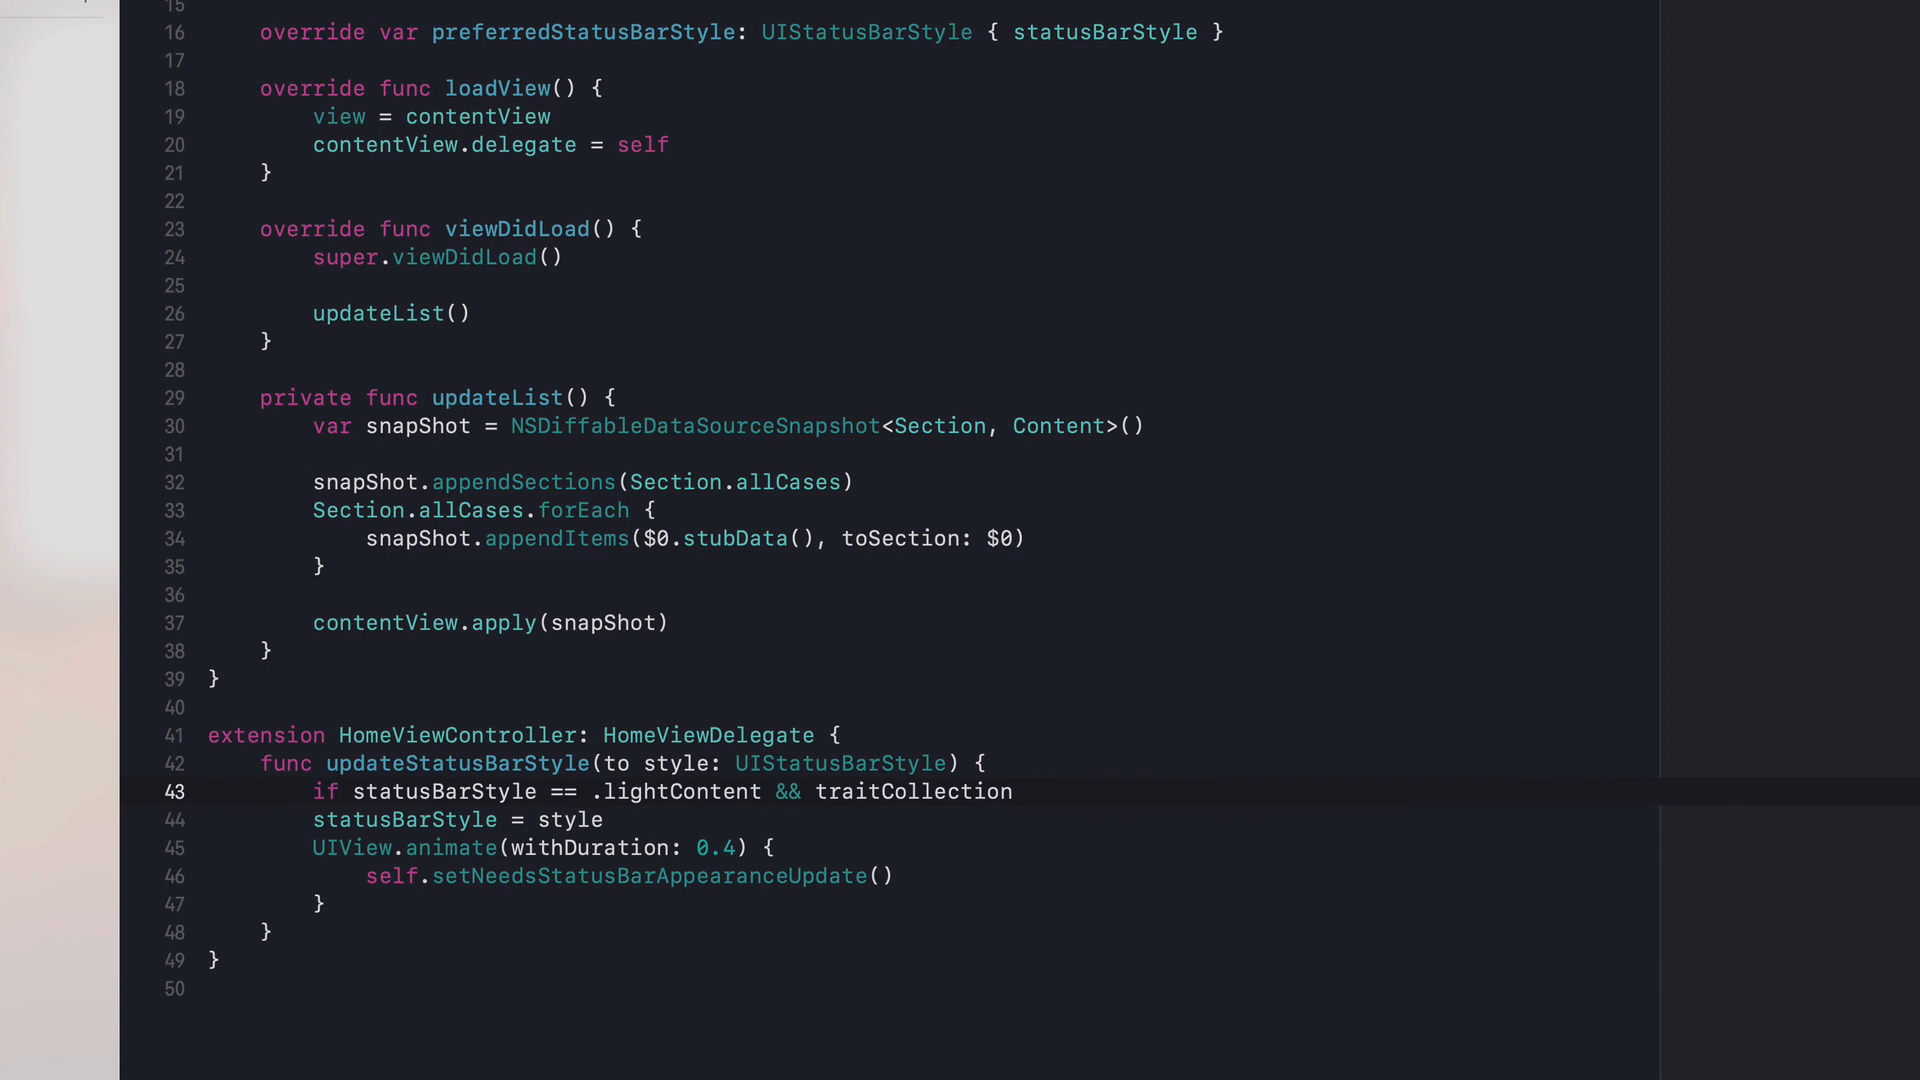 15
16 override var preferredStatusBarStyle: UIStatusBarStyle { statusBarStyle }
17
18 override func loadView() {
19 view = contentView
20 contentView.delegate = self
21 }
22
23 override func viewDidLoad() {
24 super.viewDidLoad()
25
26 updateList()
27 }
28
29 private func updateList() {
30 var snapShot = NSDiffableDataSourceSnapshot<Section, Content>()
31
32 snapShot.appendSections(Section.allCases)
33 Section.allCases.forEach {
34 snapShot.appendItems($0.stubData(), toSection: $0)
35 }
36
37 contentView.apply(snapShot)
38 }
39 }
40
41 extension HomeViewController: HomeViewDelegate {
42 func updateStatusBarStyle(to style: UIStatusBarStyle) {
43 if statusBarStyle == .lightContent && traitCollection
44 statusBarStyle = style
45 UIView.animate(withDuration: 0.4) {
46 self.setNeedsStatusBarAppearanceUpdate()
47 }
48 }
49 }
50